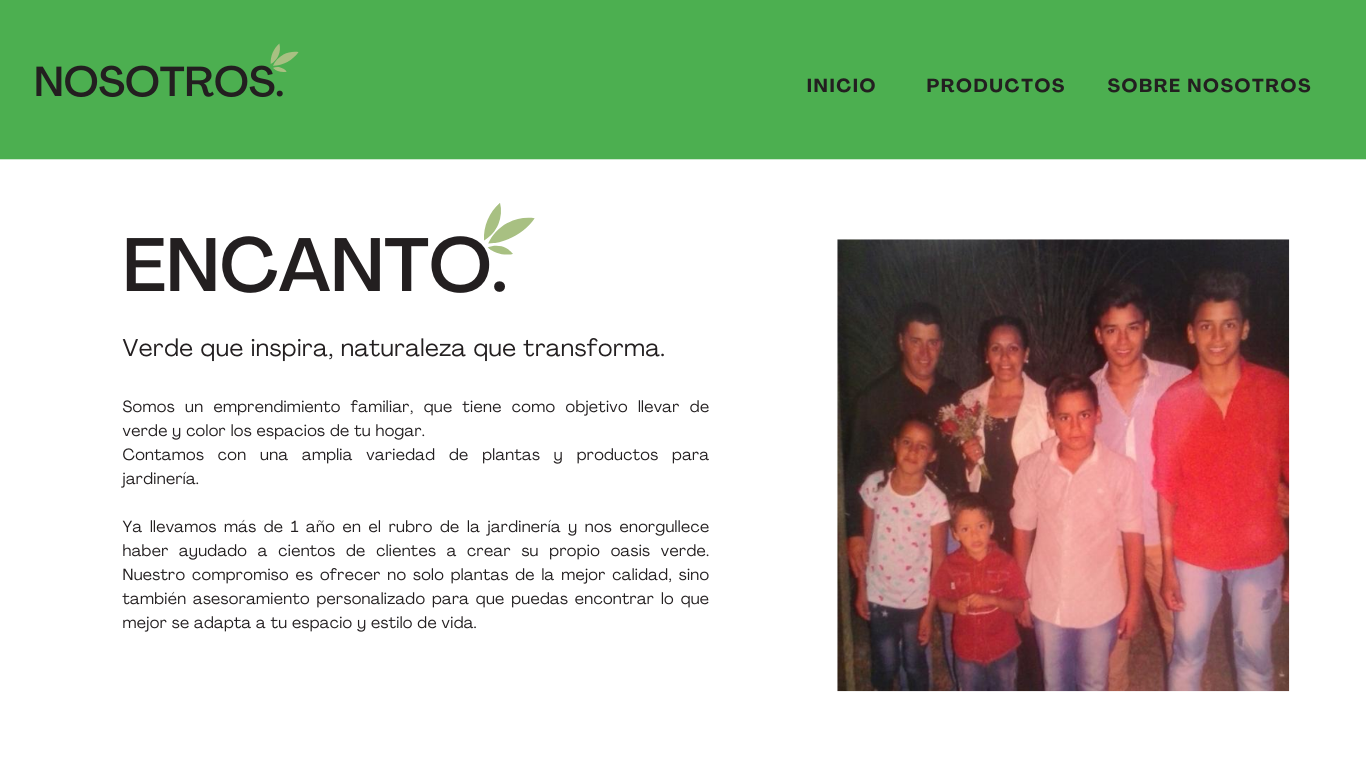 NOSOTROS.
INICIO PRODUCTOS SOBRE NOSOTROS
ENCANTO.
Verde que inspira, naturaleza que transforma.
Somos un emprendimiento familiar, que tiene como objetivo llevar de
verde y color los espacios de tu hogar.
Contamos con una amplia variedad de plantas y productos para
jardinería.
Ya llevamos más de 1 año en el rubro de la jardinería y nos enorgullece
haber ayudado a cientos de clientes a crear su propio oasis verde.
Nuestro compromiso es ofrecer no solo plantas de la mejor calidad, sino
también asesoramiento personalizado para que puedas encontrar lo que
mejor se adapta a tu espacio y estilo de vida.